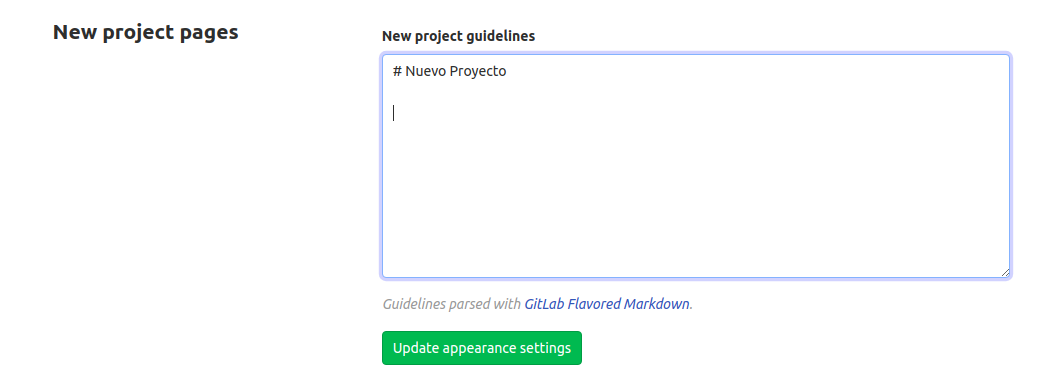 New project pages
New project guidelines
# Nuevo Proyecto
Guidelines parsed with GitLab Flavored Markdown.
Update appearance settings